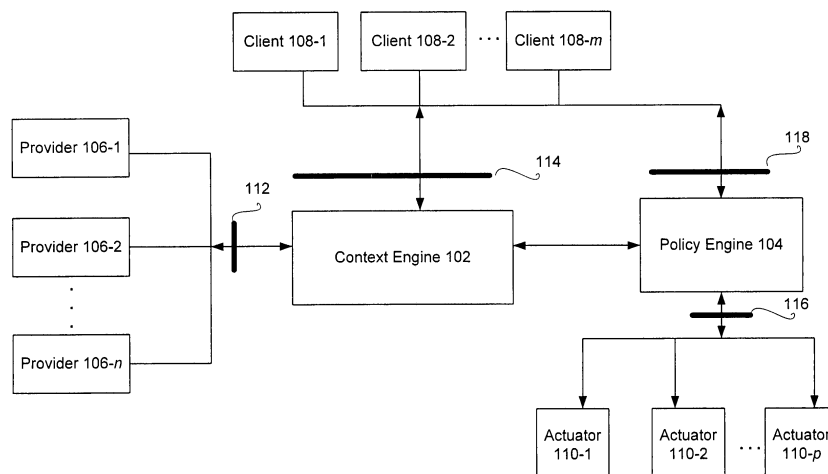 Client 108-1
Client 108-2
...
Client 108-m
Provider 106-1
114
118
112
Provider 106-2
Context Engine 102
Policy Engine 104
116
Provider 106-n
Actuator
110-1
Actuator
110-2
...
Actuator
110-p